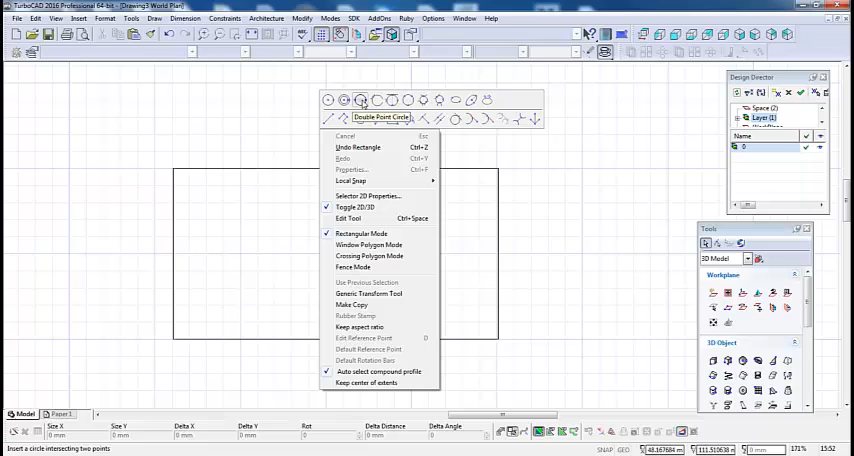 TurboCAD 2016 Professional 64-bit - [Drawing3 World Plan]
File Edit View Insert Format Tools Draw Dimension Constraints Architecture Modify Modes SDK AddOns Ruby Options Window Help
Double Point Circle
Cancel Esc
Undo Rectangle Ctrl+Z
Redo Ctrl+Y
Properties... Ctrl+F
Local Snap
Selector 2D Properties...
Toggle 2D/3D
Edit Tool Ctrl+Space
Rectangular Mode
Window Polygon Mode
Crossing Polygon Mode
Fence Mode
Use Previous Selection
Generic Transform Tool
Make Copy
Rubber Stamp
Keep aspect ratio
Edit Reference Point D
Default Reference Point
Default Rotation Bars
Auto select compound profile
Keep center of extents
Design Director
Space (2)
Layer (1)
WorkPlane
Name
0
Tools
3D Model
Workplane
3D Object
Model Paper1
Size X Size Y Delta X Delta Y Rot Delta Distance Delta Angle
0 mm 0 mm 0 mm 0 mm 0 0 mm 0
Insert a circle intersecting two points
SNAP GEO 48.167684 m 111.510638 m 0 mm 171% 15:52